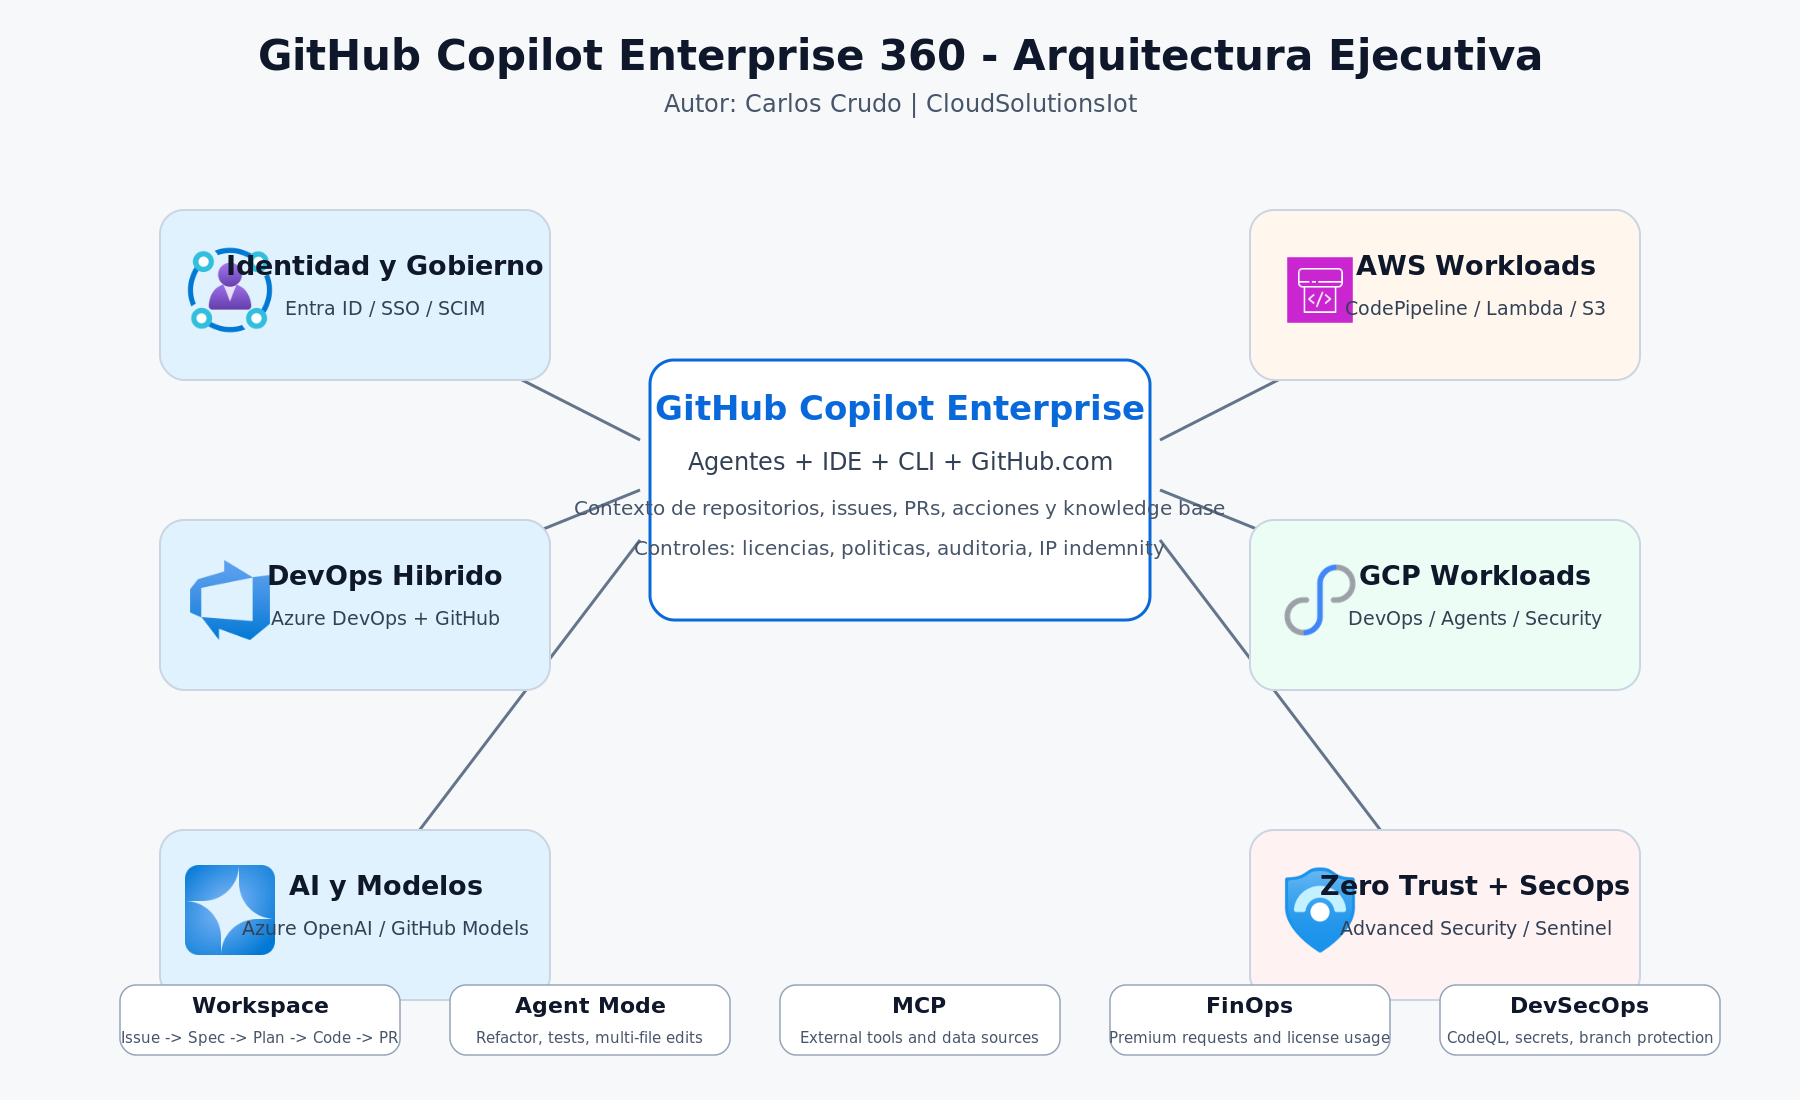 GitHub Copilot Enterprise 360 - Arquitectura Ejecutiva
Autor: Carlos Crudo | CloudSolutionsIot
Identidad y Gobierno
Entra ID / SSO / SCIM
AWS Workloads
CodePipeline / Lambda / S3
GitHub Copilot Enterprise
Agentes + IDE + CLI + GitHub.com
Contexto de repositorios, issues, PRs, acciones y knowledge base
Controles: licencias, politicas, auditoria, IP indemnity
DevOps Hibrido
Azure DevOps + GitHub
GCP Workloads
DevOps / Agents / Security
AI y Modelos
Azure OpenAI / GitHub Models
Zero Trust + SecOps
Advanced Security / Sentinel
Workspace
Issue -> Spec -> Plan -> Code -> PR
Agent Mode
Refactor, tests, multi-file edits
MCP
External tools and data sources
FinOps
Premium requests and license usage
DevSecOps
CodeQL, secrets, branch protection